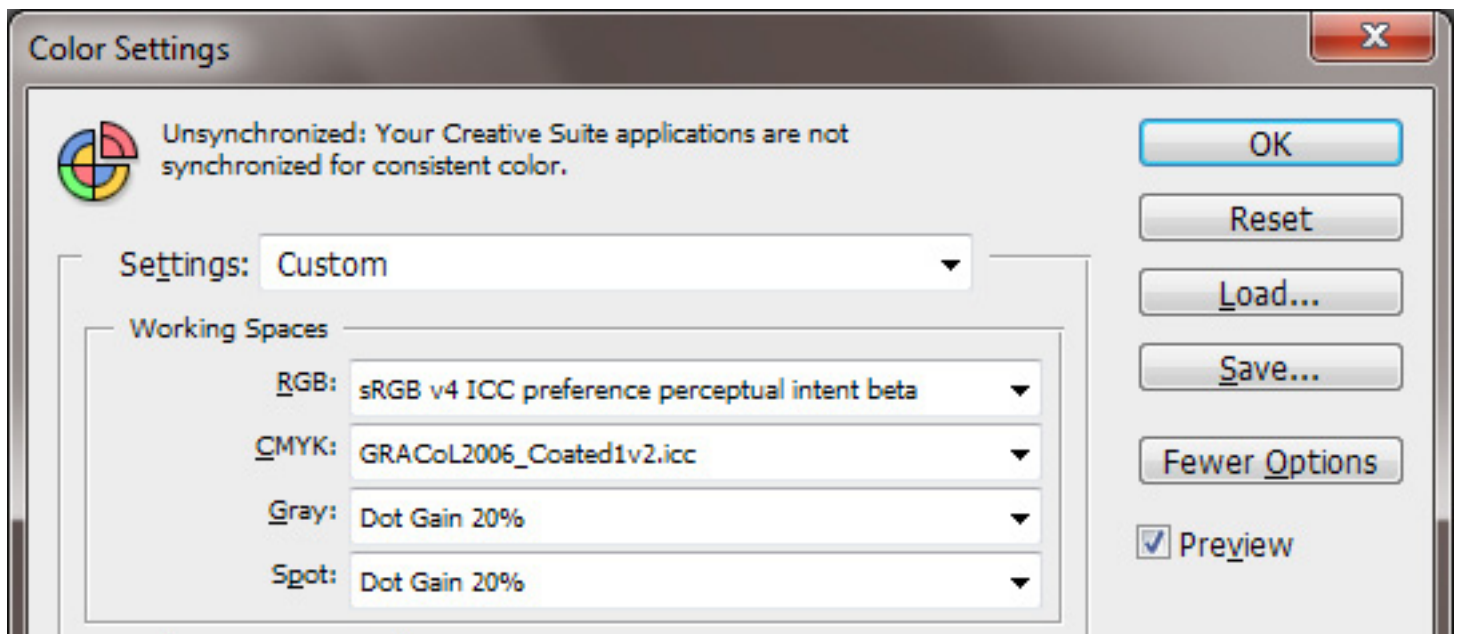 Color Settings
Unsynchronized: Your Creative Suite applications are not
synchronized for consistent color.
Settings: Custom
Working Spaces
RGB: sRGB v4 ICC preference perceptual intent beta
CMYK: GRACoL2006_Coated1v2.icc
Gray: Dot Gain 20%
Spot: Dot Gain 20%
OK
Reset
Load...
Save...
Fewer Options
Preview